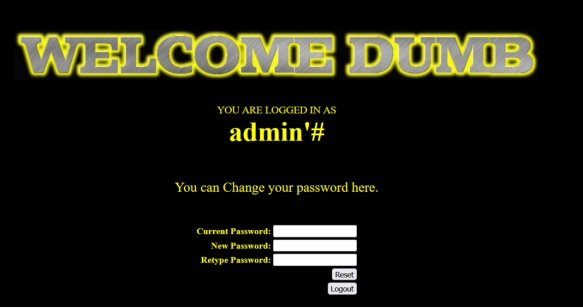 WELCOME DUMB
YOU ARE LOGGED IN AS
admin'#
You can Change your password here.
Current Password:
New Password:
Retype Password:
Reset
Logout